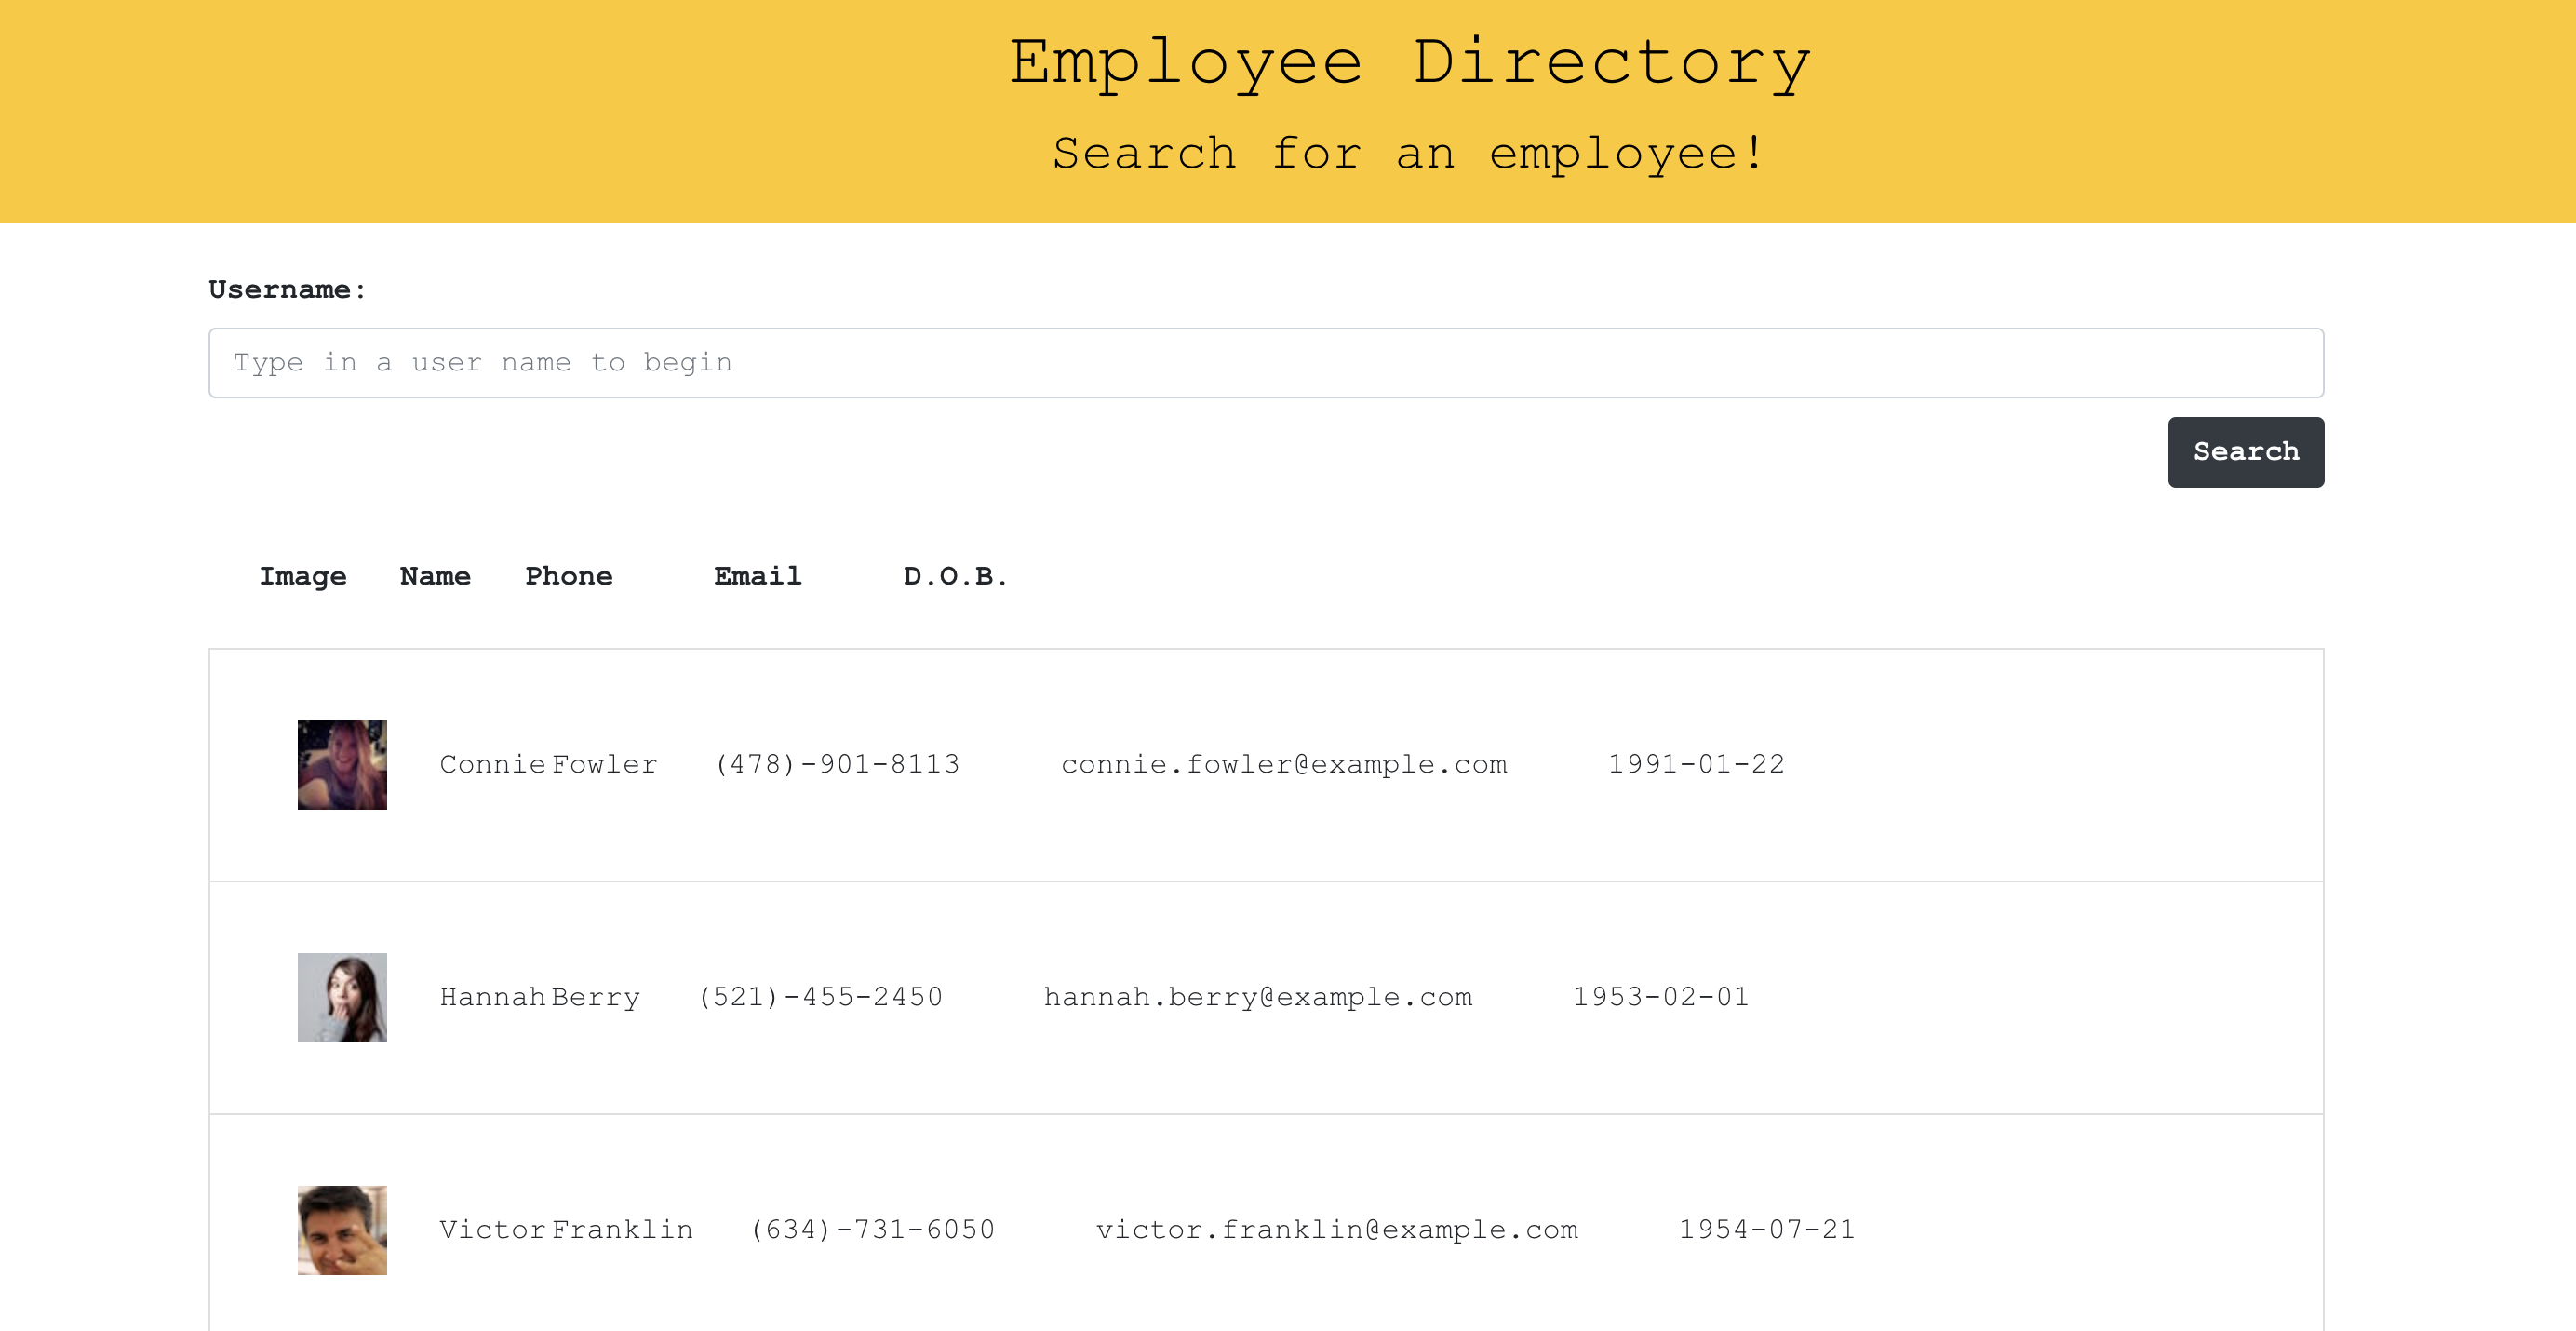 Employee Directory
Search for an employee!
Username:
Type in a user name to begin
Search
Image Name Phone Email D.O.B.
Connie Fowler (478)-901-8113 connie.fowler@example.com 1991-01-22
Hannah Berry (521)-455-2450 hannah.berry@example.com 1953-02-01
Victor Franklin (634)-731-6050 victor.franklin@example.com 1954-07-21